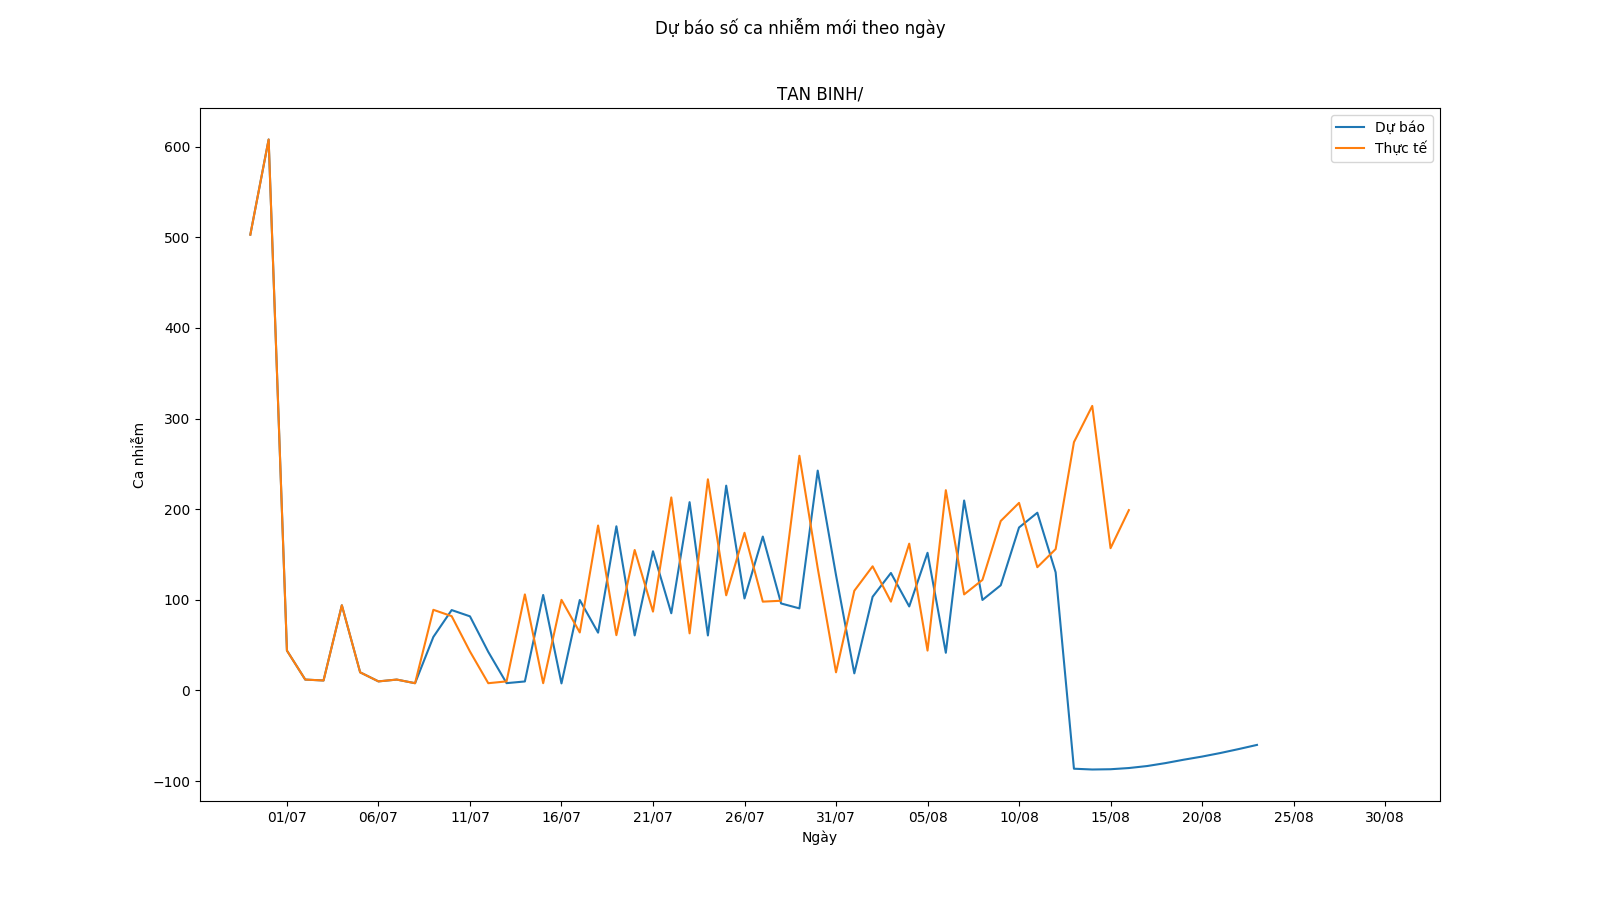 Dự báo số ca nhiễm mới theo ngày
TAN BINH/
Dự báo
Thực tế
600
500
400
300
200
100
0
−100
Ca nhiễm
01/07 06/07 11/07 16/07 21/07 26/07 31/07 05/08 10/08 15/08 20/08 25/08 30/08
Ngày